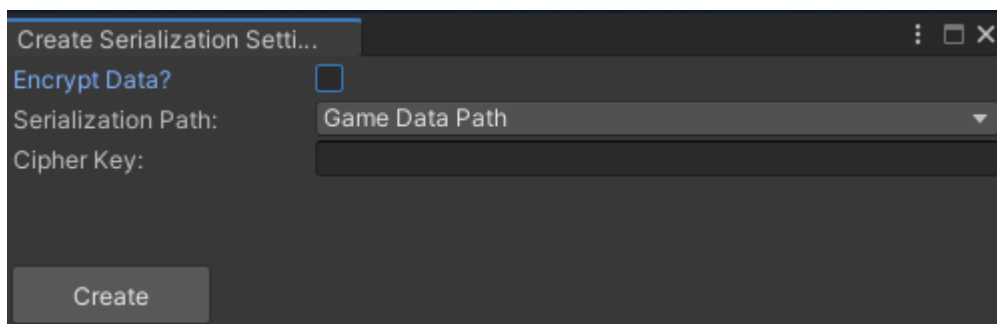 Create Serialization Setti...
Encrypt Data?
Serialization Path: Game Data Path
Cipher Key:
Create